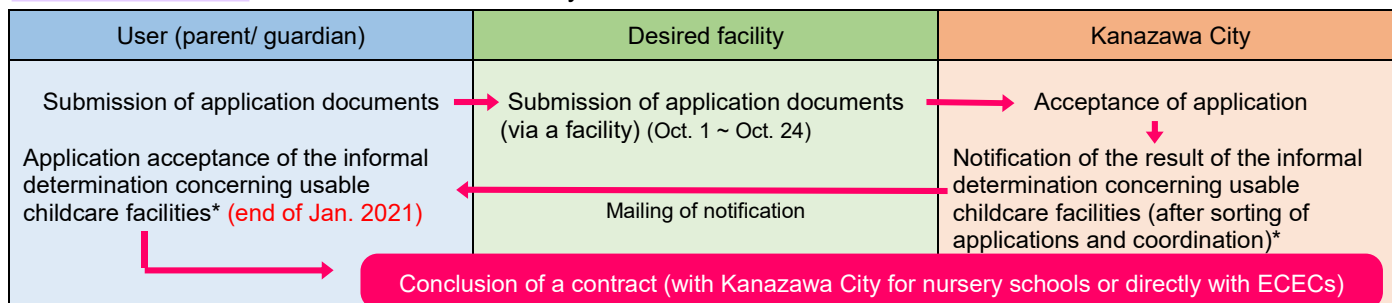 User (parent/ guardian)
Desired facility
Kanazawa City
Submission of application documents
Submission of application documents
(via a facility) (Oct. 1 ~ Oct. 24)
Acceptance of application
Application acceptance of the informal
determination concerning usable
childcare facilities* (end of Jan. 2021)
Mailing of notification
Notification of the result of the informal
determination concerning usable
childcare facilities (after sorting of
applications and coordination)*
Conclusion of a contract (with Kanazawa City for nursery schools or directly with ECECs)